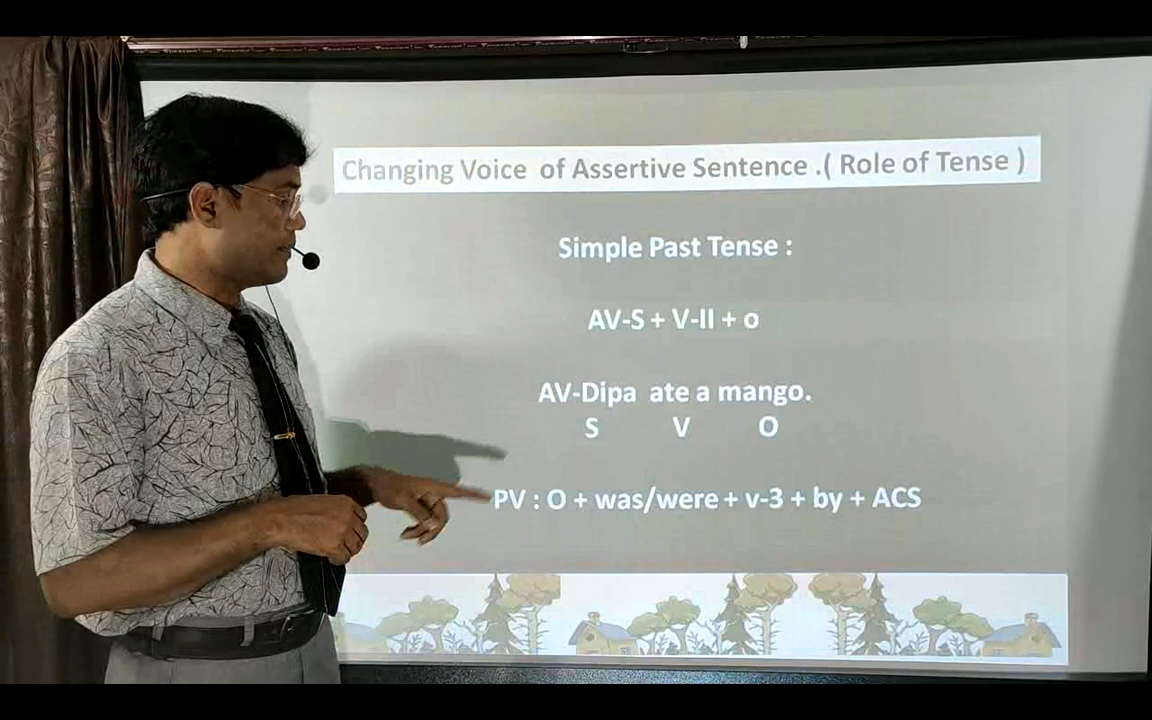 Changing Voice of Assertive Sentence .( Role of Tense )
Simple Past Tense :
AV-S + V-II + o
AV-Dipa ate a mango.
S V O
PV : O + was/were + v-3 + by + ACS